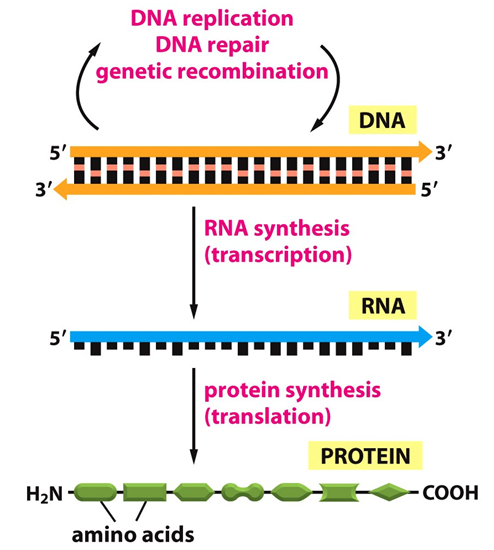 DNA replication
DNA repair
genetic recombination
DNA
5′ 3′
3′ 5′
RNA synthesis
(transcription)
RNA
5′ 3′
protein synthesis
(translation)
PROTEIN
H₂N COOH
amino acids